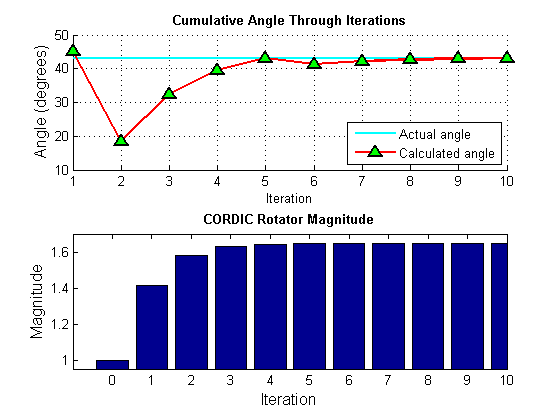 Cumulative Angle Through Iterations
50
40
30
20
10
Angle (degrees)
Actual angle
Calculated angle
1 2 3 4 5 6 7 8 9 10
Iteration
CORDIC Rotator Magnitude
1.6
1.4
1.2
1
Magnitude
0 1 2 3 4 5 6 7 8 9 10
Iteration